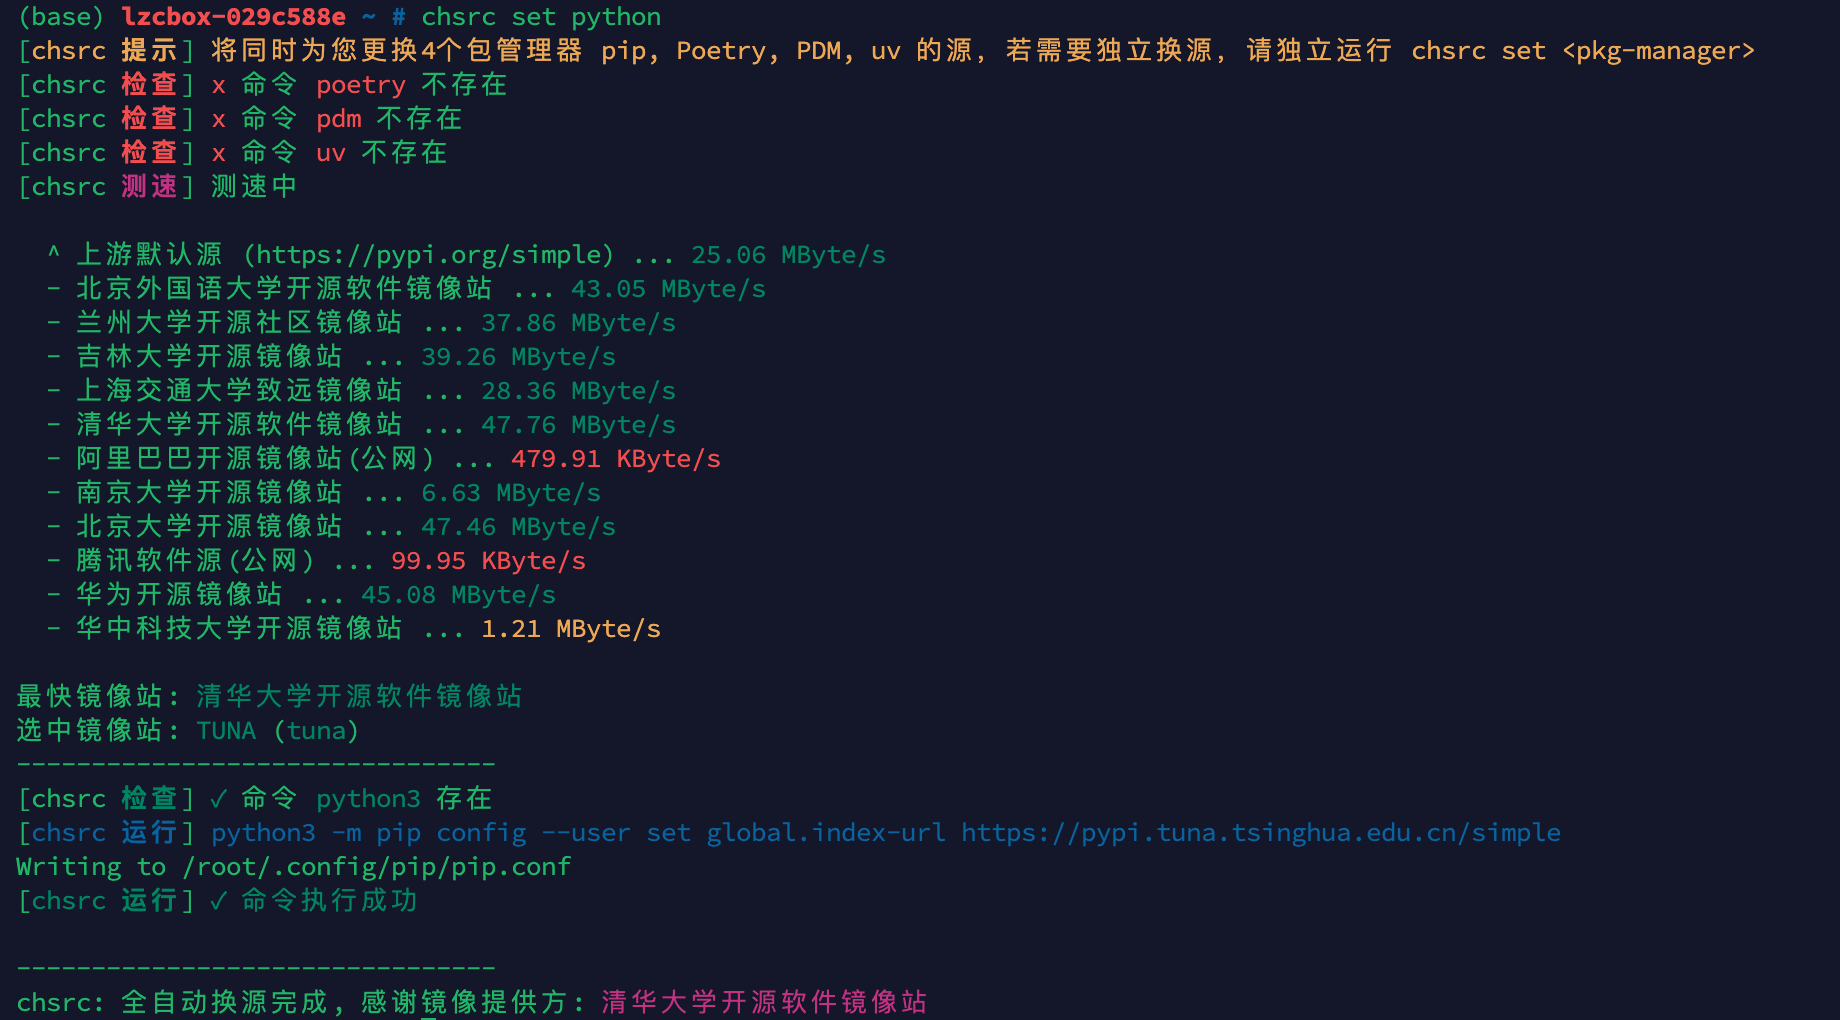 (base) lzcbox-029c588e ~ # chsrc set python
[chsrc 提示] 将同时为您更换4个包管理器 pip, Poetry, PDM, uv 的源, 若需要独立换源, 请独立运行 chsrc set <pkg-manager>
[chsrc 检查] x 命令 poetry 不存在
[chsrc 检查] x 命令 pdm 不存在
[chsrc 检查] x 命令 uv 不存在
[chsrc 测速] 测速中
^ 上游默认源 (https://pypi.org/simple) ... 25.06 MByte/s
- 北京外国语大学开源软件镜像站 ... 43.05 MByte/s
- 兰州大学开源社区镜像站 ... 37.86 MByte/s
- 吉林大学开源镜像站 ... 39.26 MByte/s
- 上海交通大学致远镜像站 ... 28.36 MByte/s
- 清华大学开源软件镜像站 ... 47.76 MByte/s
- 阿里巴巴开源镜像站(公网) ... 479.91 KByte/s
- 南京大学开源镜像站 ... 6.63 MByte/s
- 北京大学开源镜像站 ... 47.46 MByte/s
- 腾讯软件源(公网) ... 99.95 KByte/s
- 华为开源镜像站 ... 45.08 MByte/s
- 华中科技大学开源镜像站 ... 1.21 MByte/s
最快镜像站: 清华大学开源软件镜像站
选中镜像站: TUNA (tuna)
--------------------------------
[chsrc 检查] ✓ 命令 python3 存在
[chsrc 运行] python3 -m pip config --user set global.index-url https://pypi.tuna.tsinghua.edu.cn/simple
Writing to /root/.config/pip/pip.conf
[chsrc 运行] ✓ 命令执行成功
--------------------------------
chsrc: 全自动换源完成, 感谢镜像提供方: 清华大学开源软件镜像站